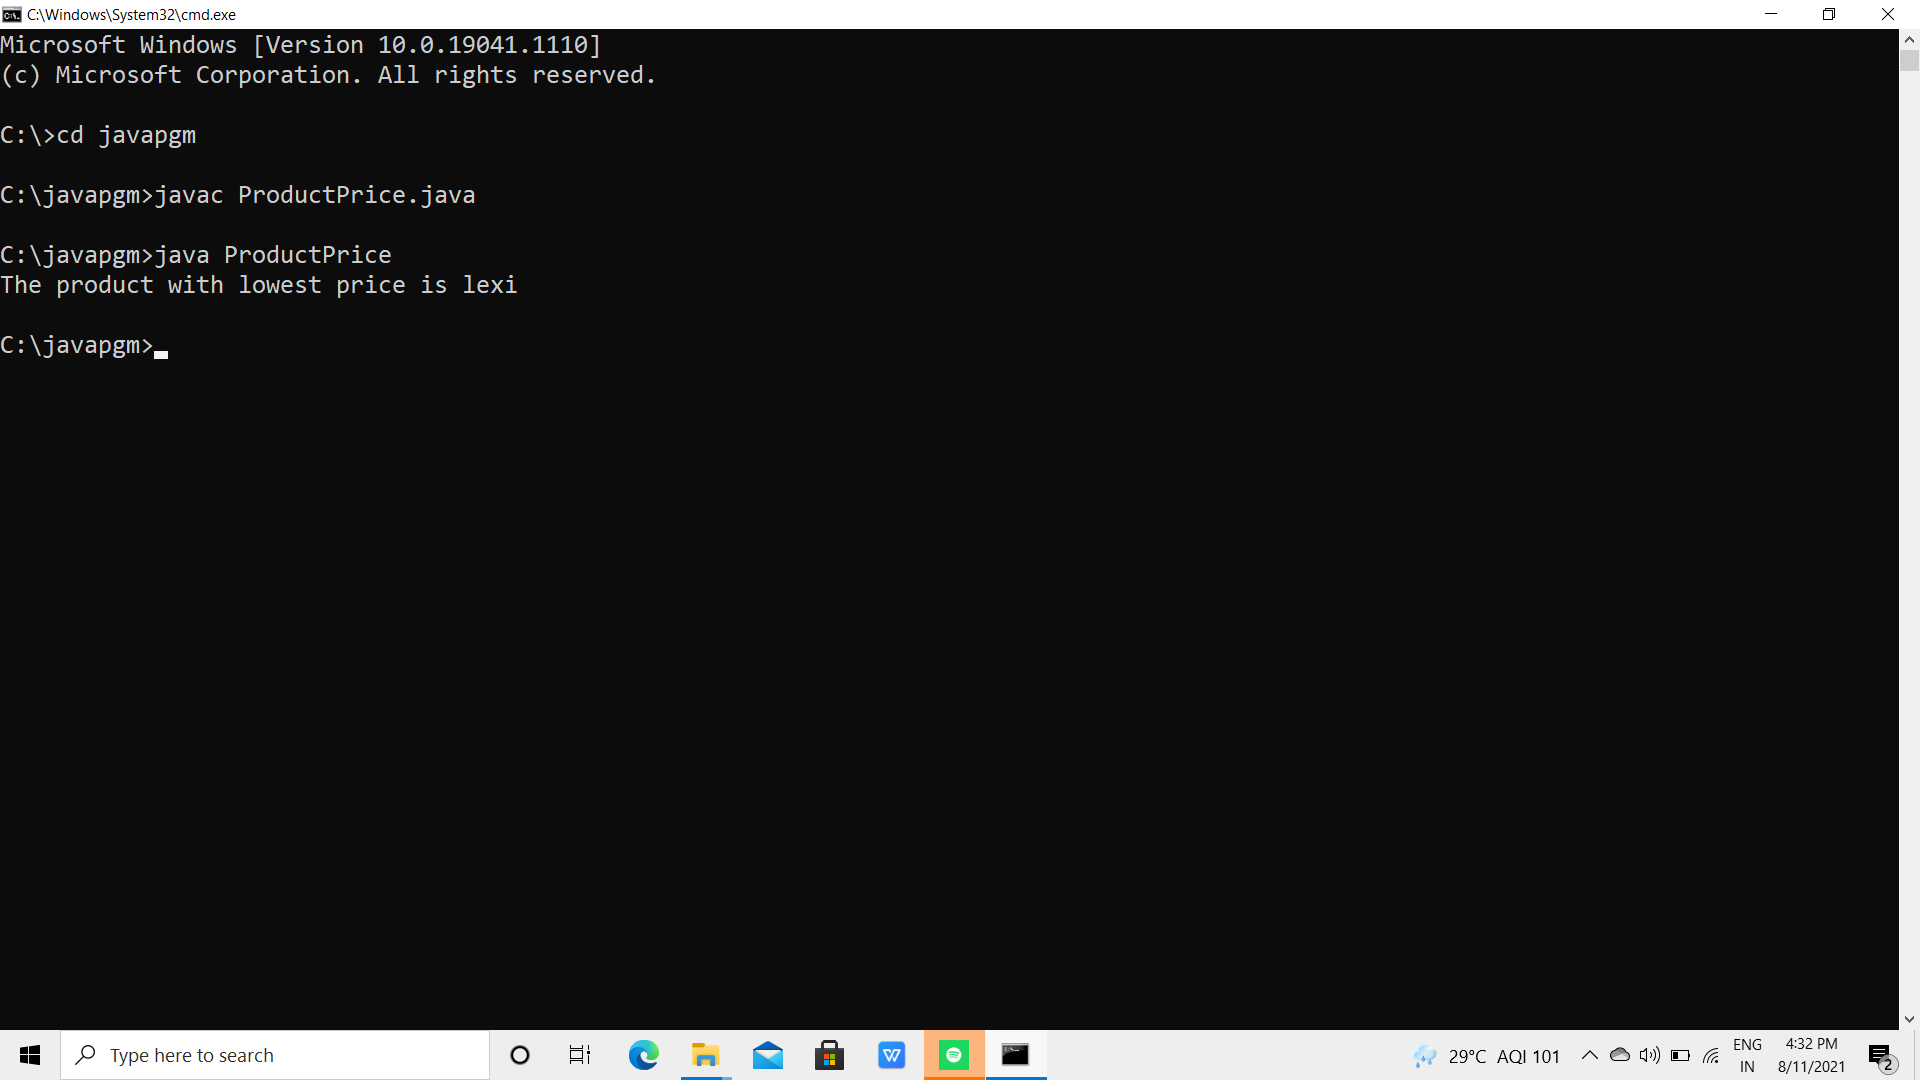 C:\Windows\System32\cmd.exe
Microsoft Windows [Version 10.0.19041.1110]
(c) Microsoft Corporation. All rights reserved.
C:\>cd javapgm
C:\javapgm>javac ProductPrice.java
C:\javapgm>java ProductPrice
The product with lowest price is lexi
C:\javapgm>
Type here to search
29°C AQI 101
ENG
IN
4:32 PM
8/11/2021
2